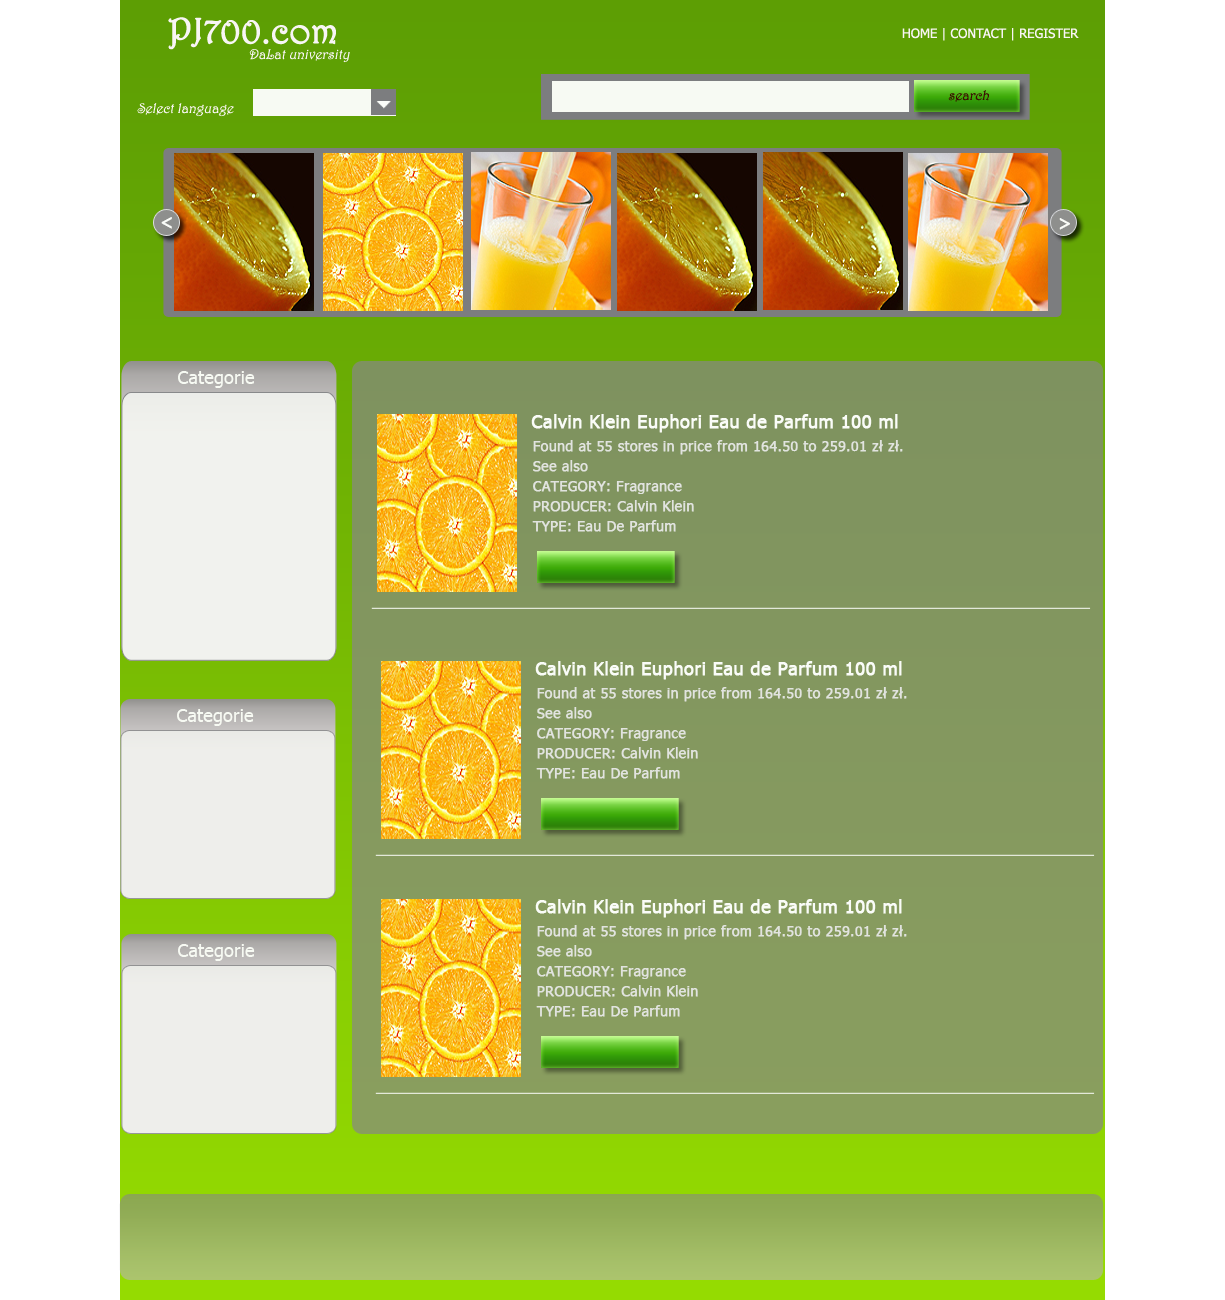 PJ700.com
DaLat university
HOME | CONTACT | REGISTER
Select language
search
<
>
Categorie
Calvin Klein Euphori Eau de Parfum 100 ml
Found at 55 stores in price from 164.50 to 259.01 zł zł.
See also
CATEGORY: Fragrance
PRODUCER: Calvin Klein
TYPE: Eau De Parfum
Categorie
Calvin Klein Euphori Eau de Parfum 100 ml
Found at 55 stores in price from 164.50 to 259.01 zł zł.
See also
CATEGORY: Fragrance
PRODUCER: Calvin Klein
TYPE: Eau De Parfum
Categorie
Calvin Klein Euphori Eau de Parfum 100 ml
Found at 55 stores in price from 164.50 to 259.01 zł zł.
See also
CATEGORY: Fragrance
PRODUCER: Calvin Klein
TYPE: Eau De Parfum